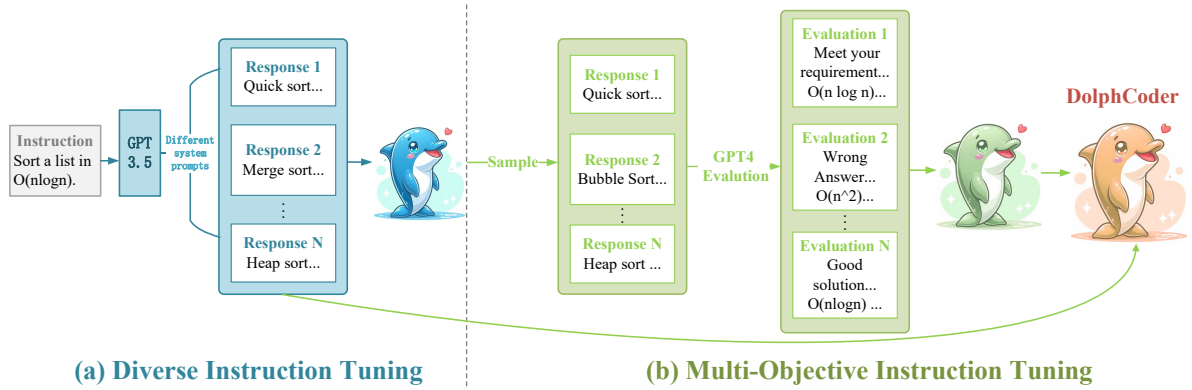 Instruction
Sort a list in
O(nlogn).
GPT
3.5
Different
system
prompts
Response 1
Quick sort...
Response 2
Merge sort...
⋮
Response N
Heap sort...
Sample
Response 1
Quick sort...
Response 2
Bubble Sort...
⋮
Response N
Heap sort ...
GPT4
Evalution
Evaluation 1
Meet your
requirement...
O(n log n)...
Evaluation 2
Wrong
Answer...
O(n^2)...
⋮
Evaluation N
Good
solution...
O(nlogn) ...
DolphCoder
(a) Diverse Instruction Tuning
(b) Multi-Objective Instruction Tuning